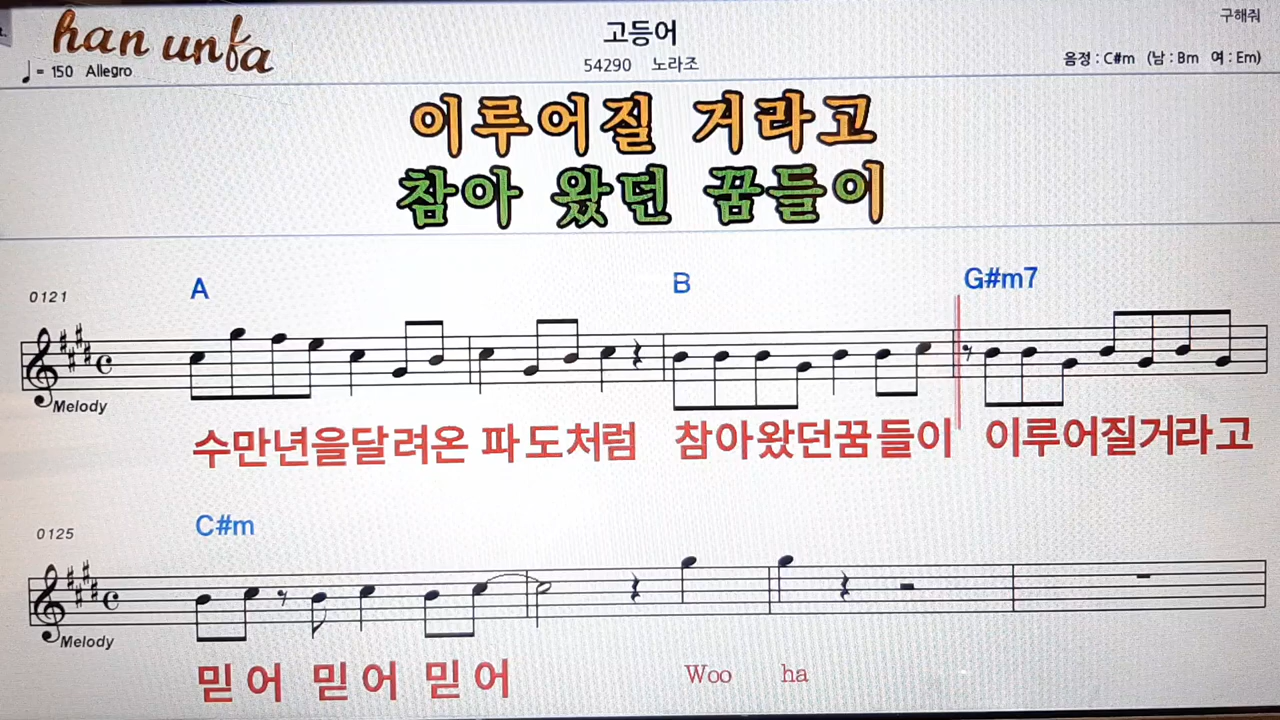 han unfa
고등어
구해줘
♩= 150 Allegro
54290 노라조
음정 : C#m (남 : Bm 여 : Em)
이루어질 거라고
참아 왔던 꿈들이
0121 A B G#m7
Melody
수만년을달려온 파도처럼 참아왔던꿈들이 이루어질거라고
0125 C#m
Melody
믿어 믿어 믿어 Woo ha